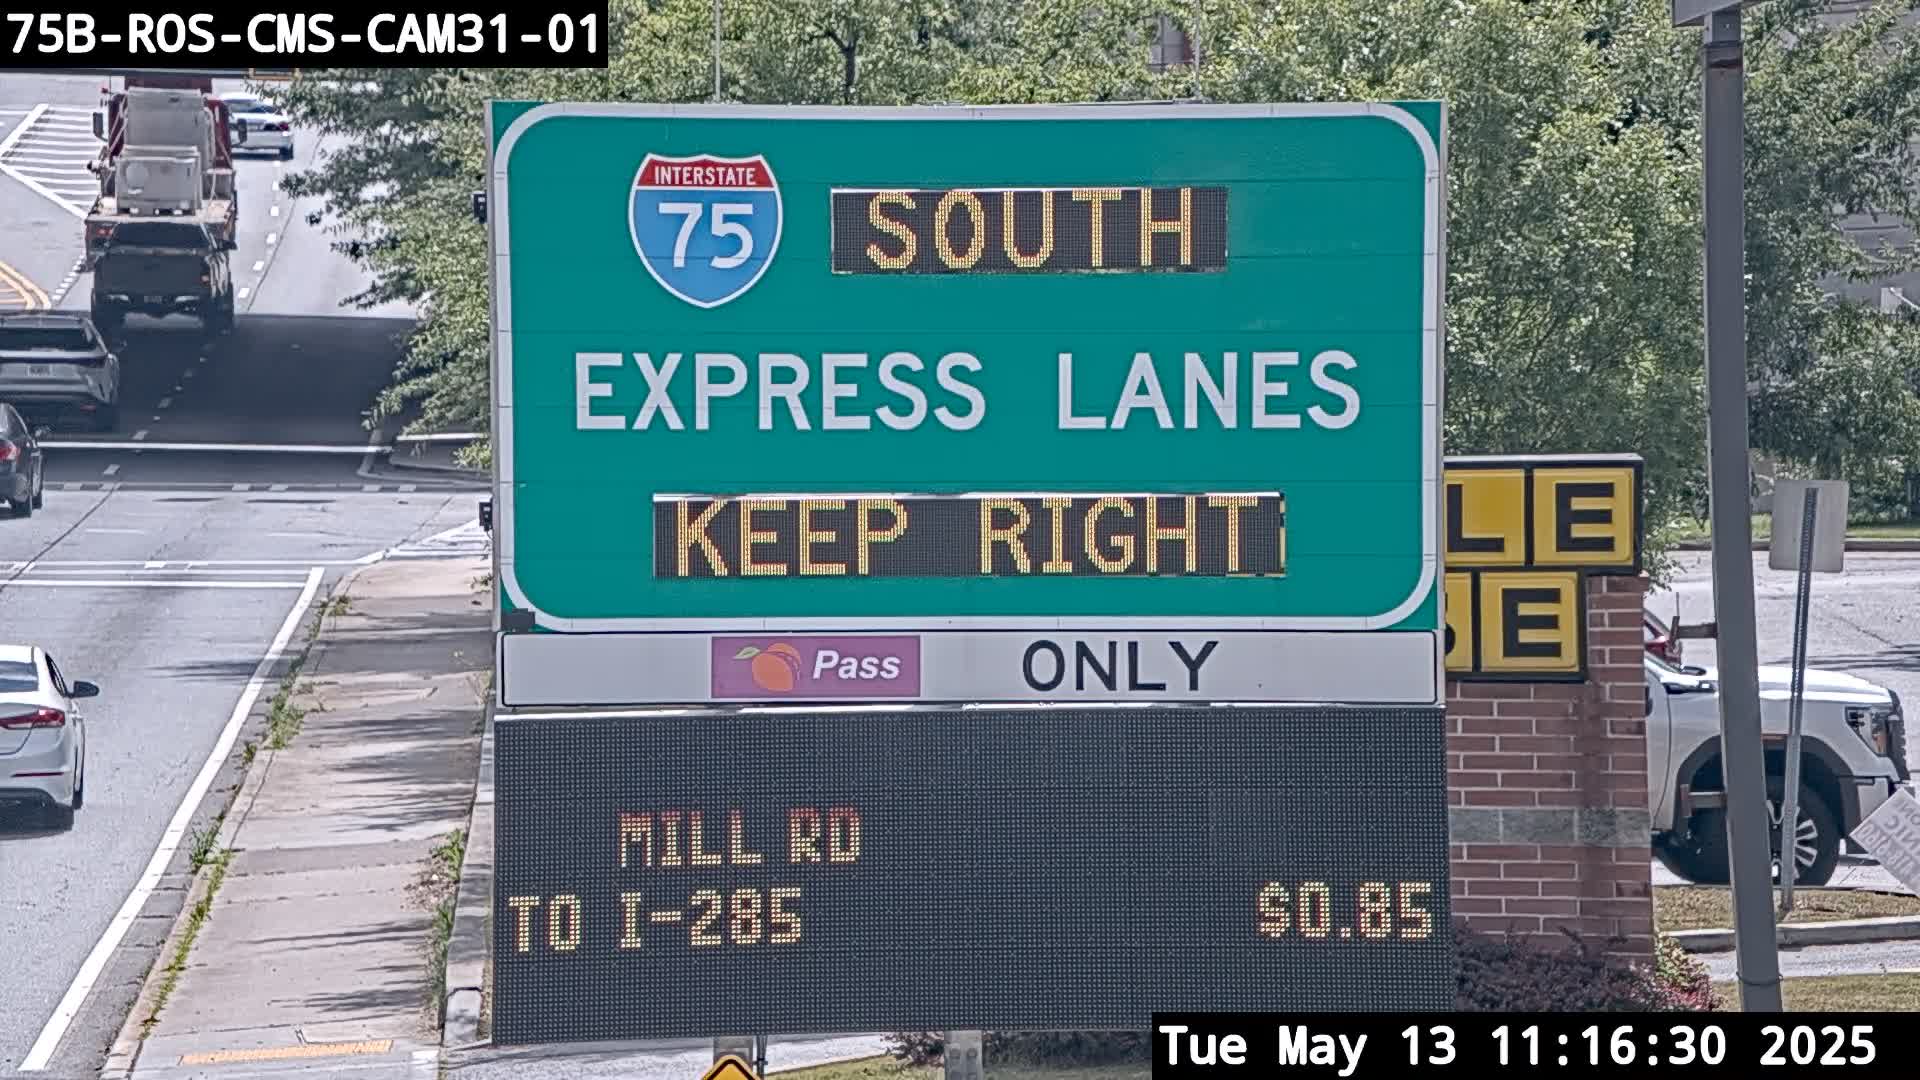 75B-ROS-CMS-CAM31-01
INTERSTATE
75
SOUTH
EXPRESS LANES
KEEP RIGHT
Pass ONLY
LE
E
MILL RD
TO I-285 $0.85
Tue May 13 11:16:30 2025